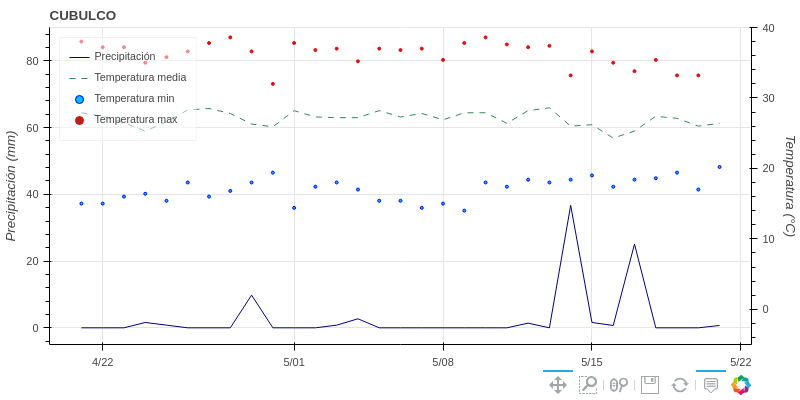 CUBULCO
Precipitación
Temperatura media
Temperatura min
Temperatura max
Precipitación (mm)
80
60
40
20
0
Temperatura (°C)
40
30
20
10
0
4/22
5/01
5/08
5/15
5/22